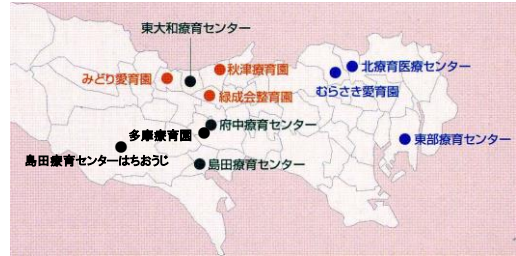 東大和療育センター
みどり愛育園
秋津療育園
緑成会整育園
北療育医療センター
むらさき愛育園
府中療育センター
多摩療育園
東部療育センター
島田療育センターはちおうじ
島田療育センター